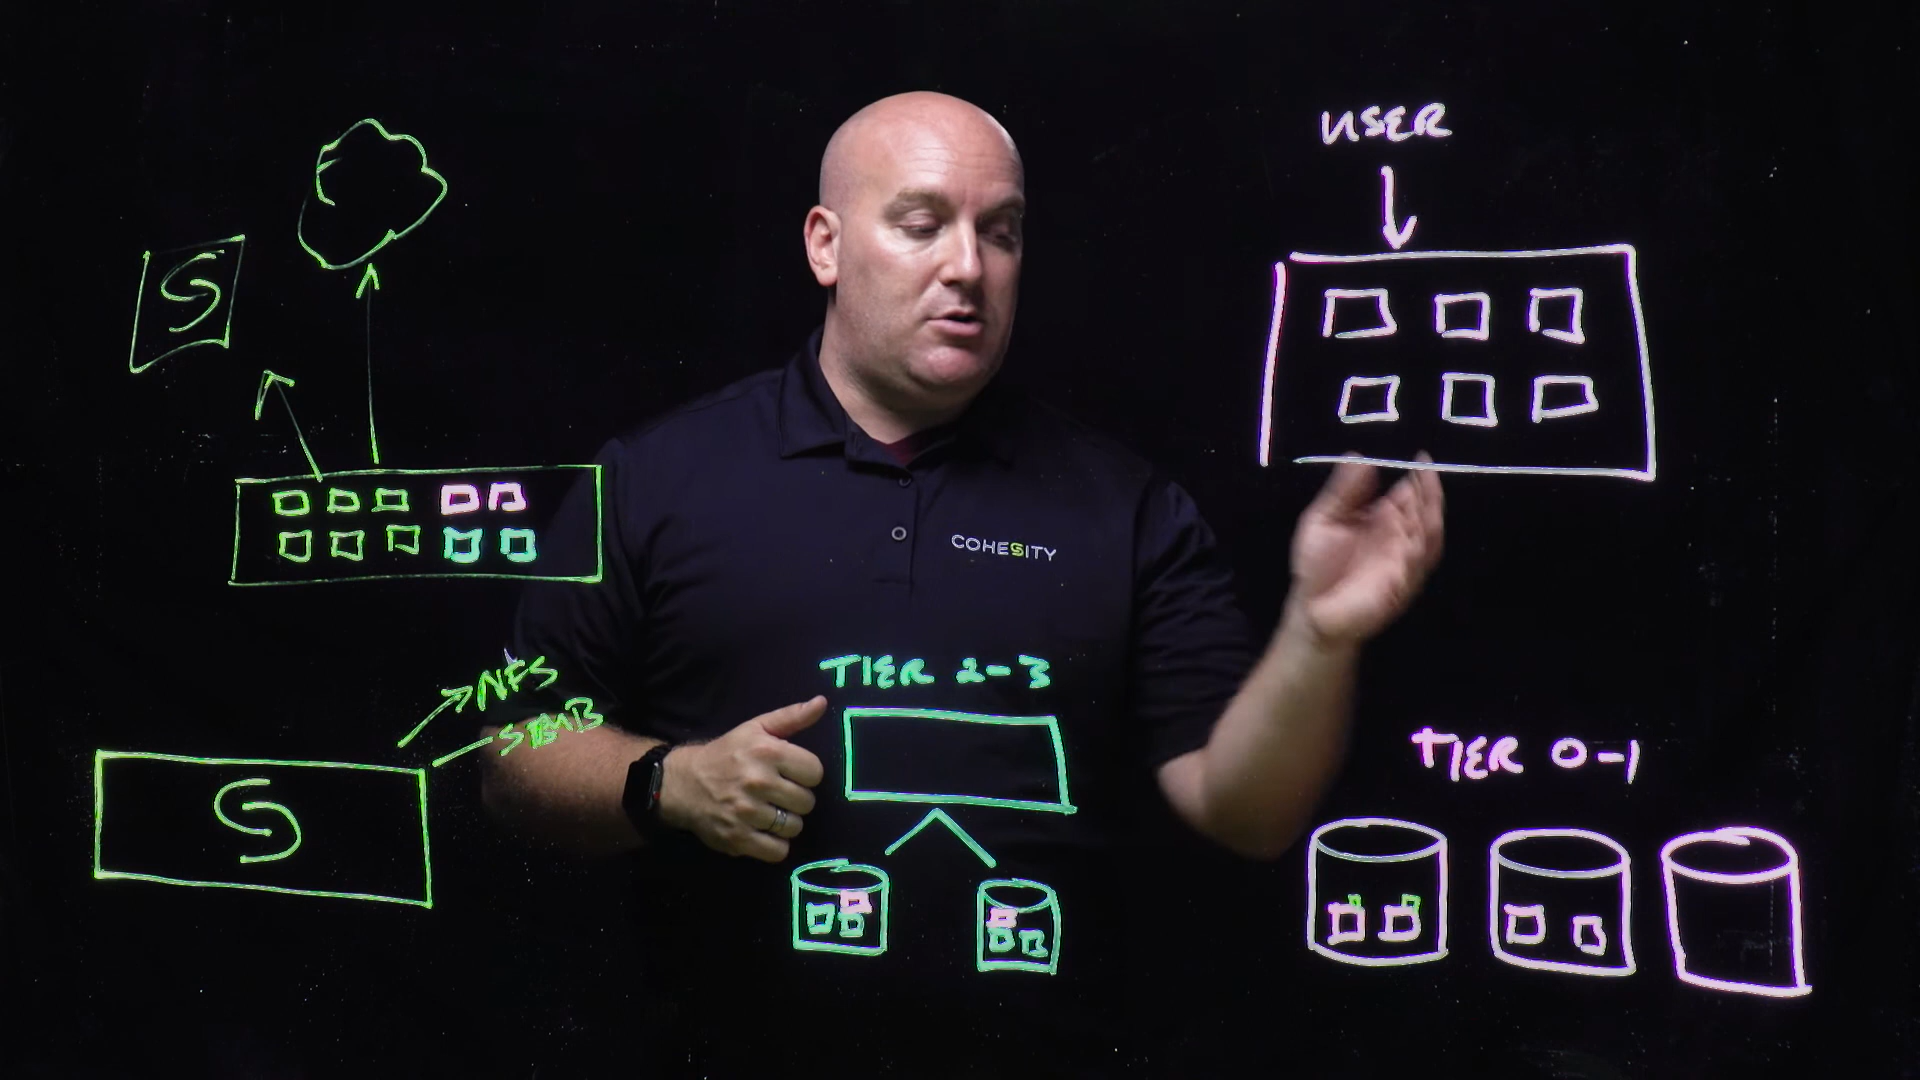 USER
S
COHESITY
NFS
SMB
TIER 2-3
TIER 0-1
S